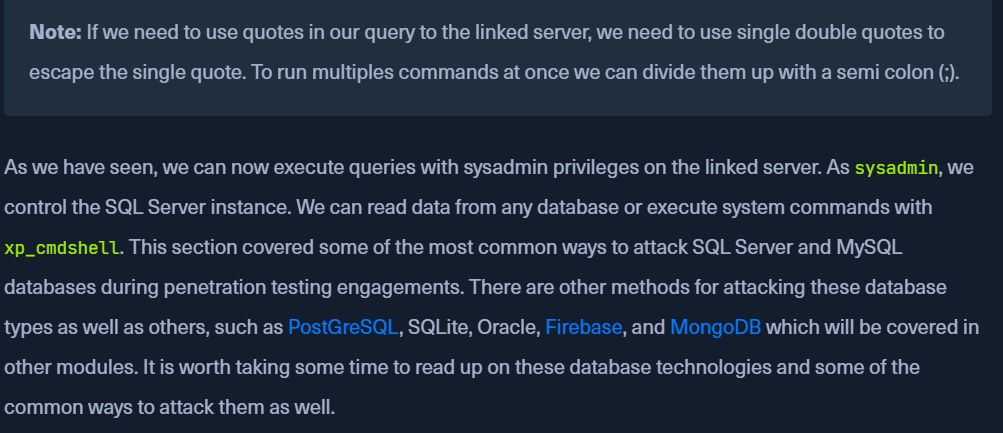 Note: If we need to use quotes in our query to the linked server, we need to use single double quotes to
escape the single quote. To run multiples commands at once we can divide them up with a semi colon (;).
As we have seen, we can now execute queries with sysadmin privileges on the linked server. As sysadmin, we
control the SQL Server instance. We can read data from any database or execute system commands with
xp_cmdshell. This section covered some of the most common ways to attack SQL Server and MySQL
databases during penetration testing engagements. There are other methods for attacking these database
types as well as others, such as PostGreSQL, SQLite, Oracle, Firebase, and MongoDB which will be covered in
other modules. It is worth taking some time to read up on these database technologies and some of the
common ways to attack them as well.